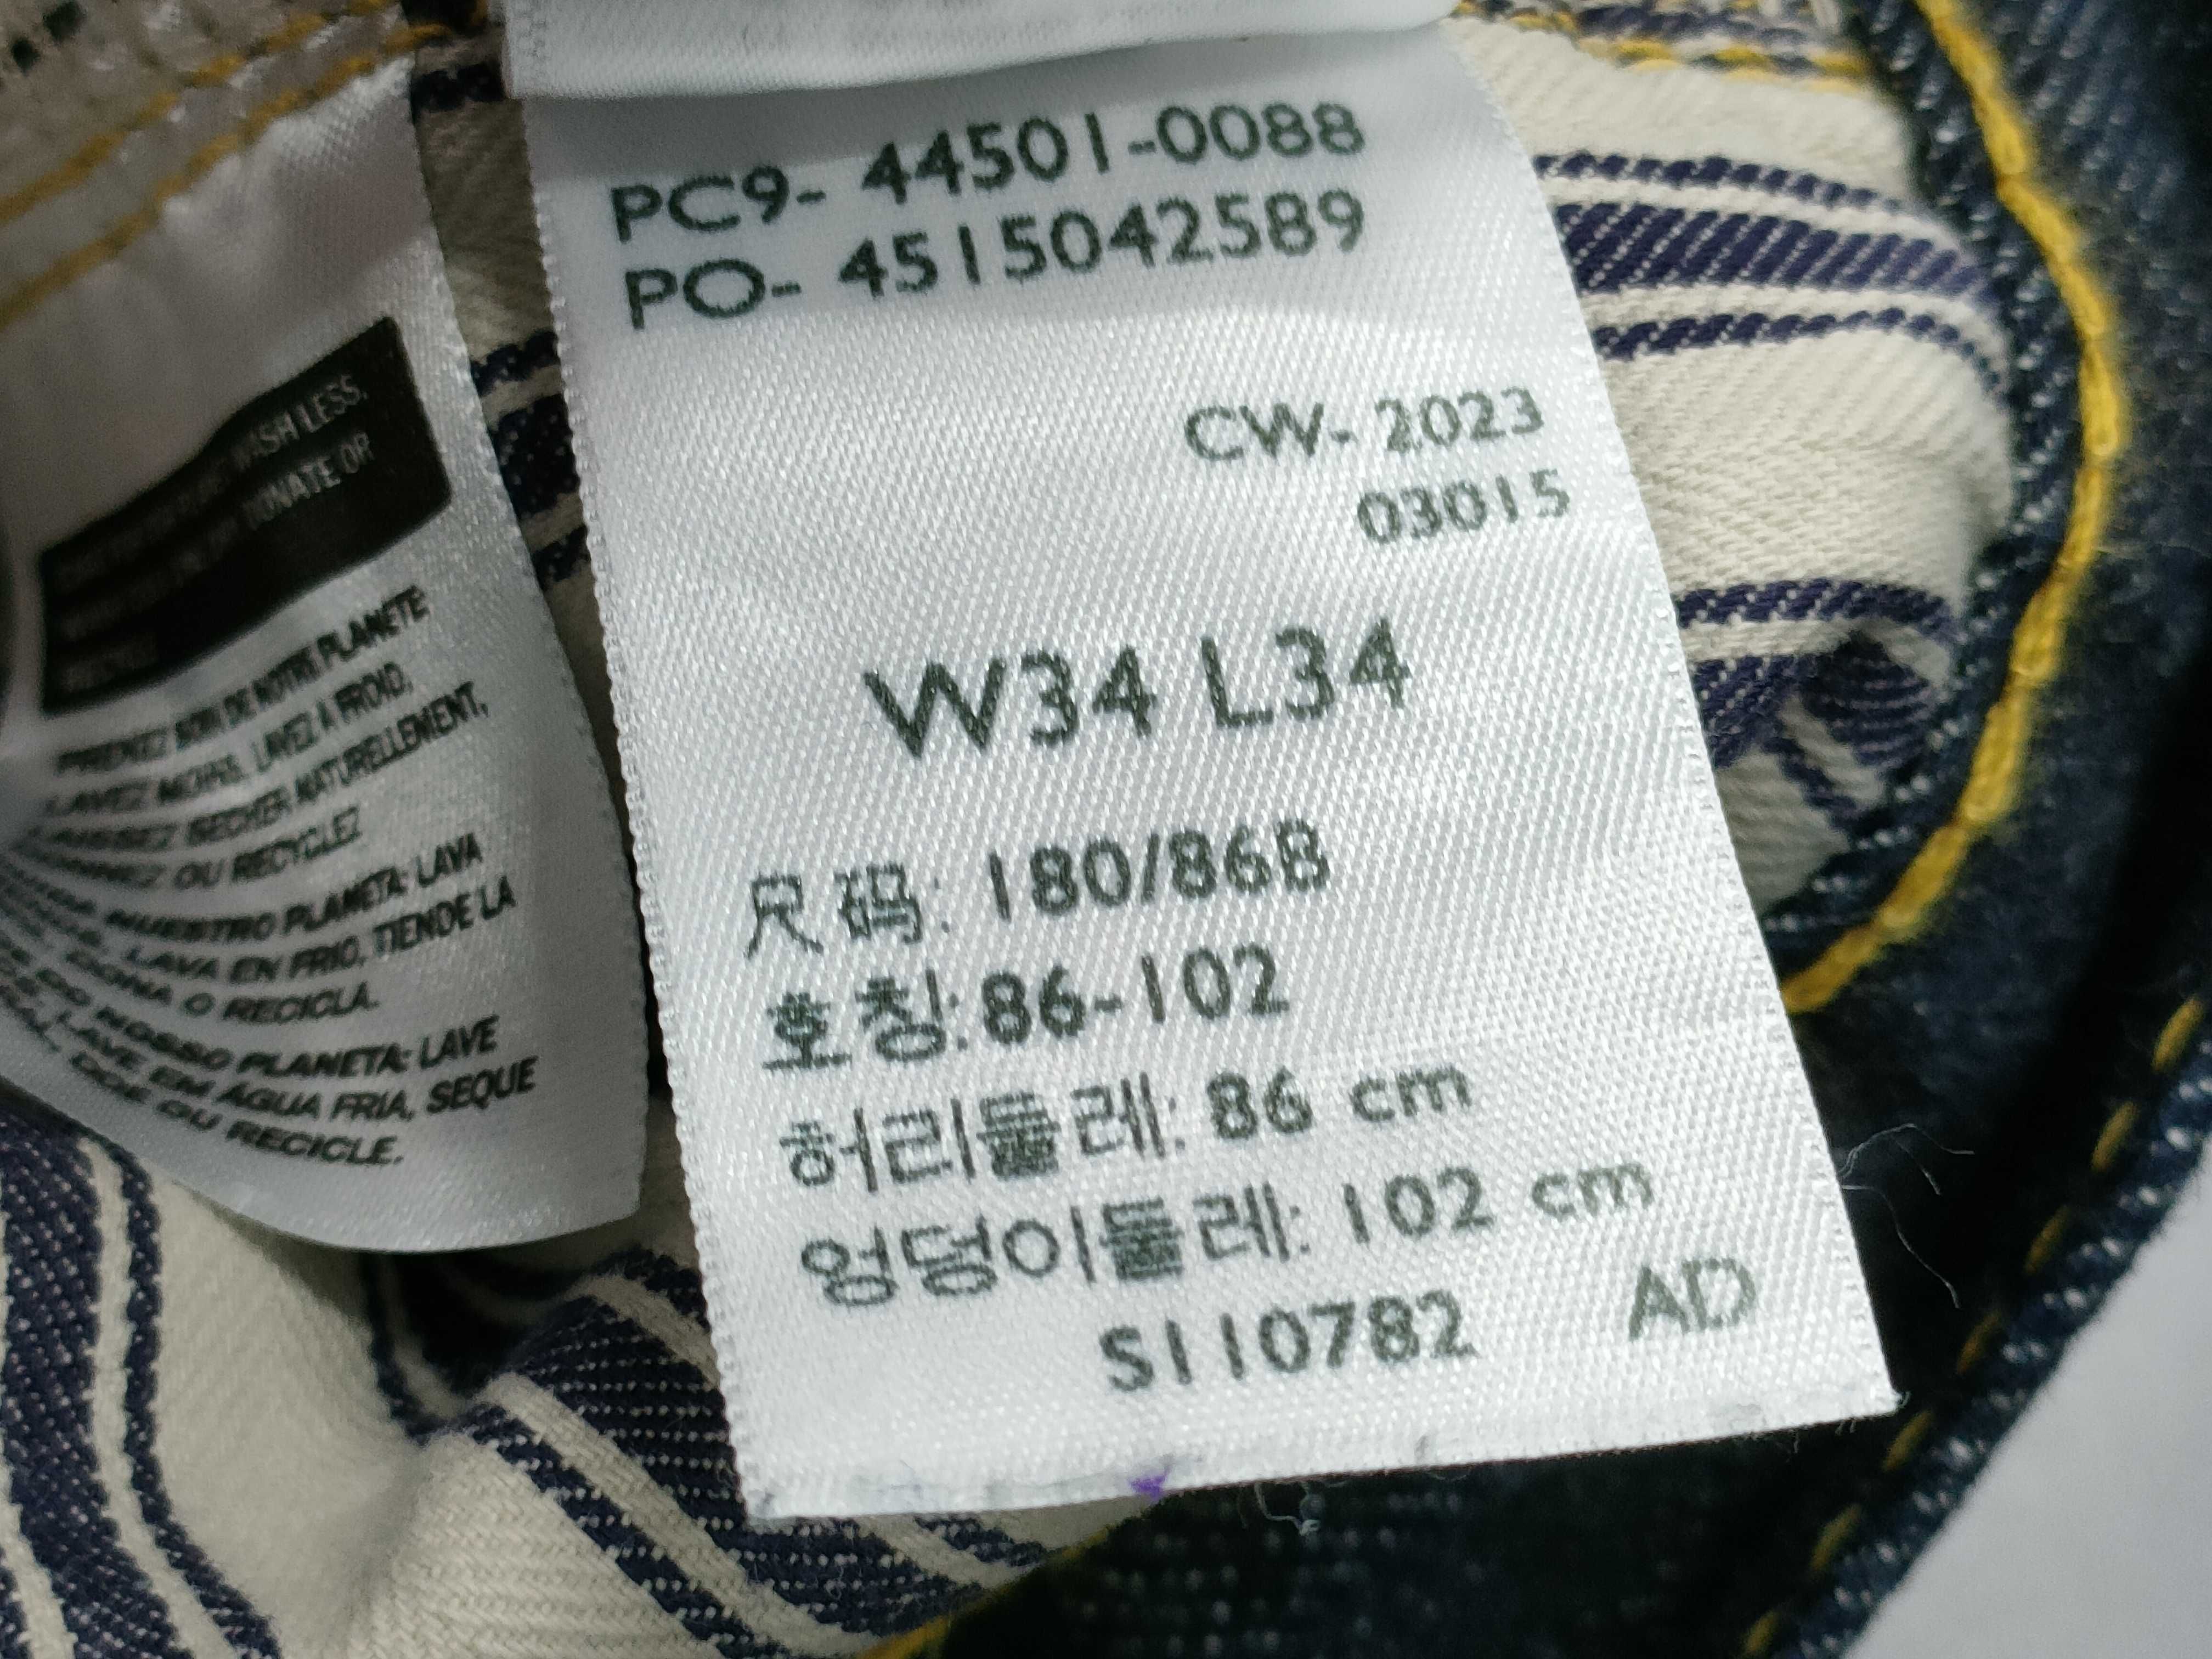 WASH LESS,
DONATE OR
PRENEZ SOIN DE NOTRE PLANETE:
LAVEZ MOINS, LAVEZ À FROID,
LAISSEZ SECHER NATURELLEMENT,
DONNEZ OU RECYCLEZ
NUESTRO PLANETA: LAVA
LAVA EN FRIO, TIENDE LA
DONA O RECICLA.
NOSSO PLANETA: LAVE
LAVE EM ÁGUA FRIA, SEQUE
DOE OU RECICLE.
PC9- 44501-0088
PO- 4515042589
CW- 2023
03015
W34 L34
尺码: 180/86B
호칭: 86-102
허리둘레: 86 cm
엉덩이둘레: 102 cm
S110782 AD